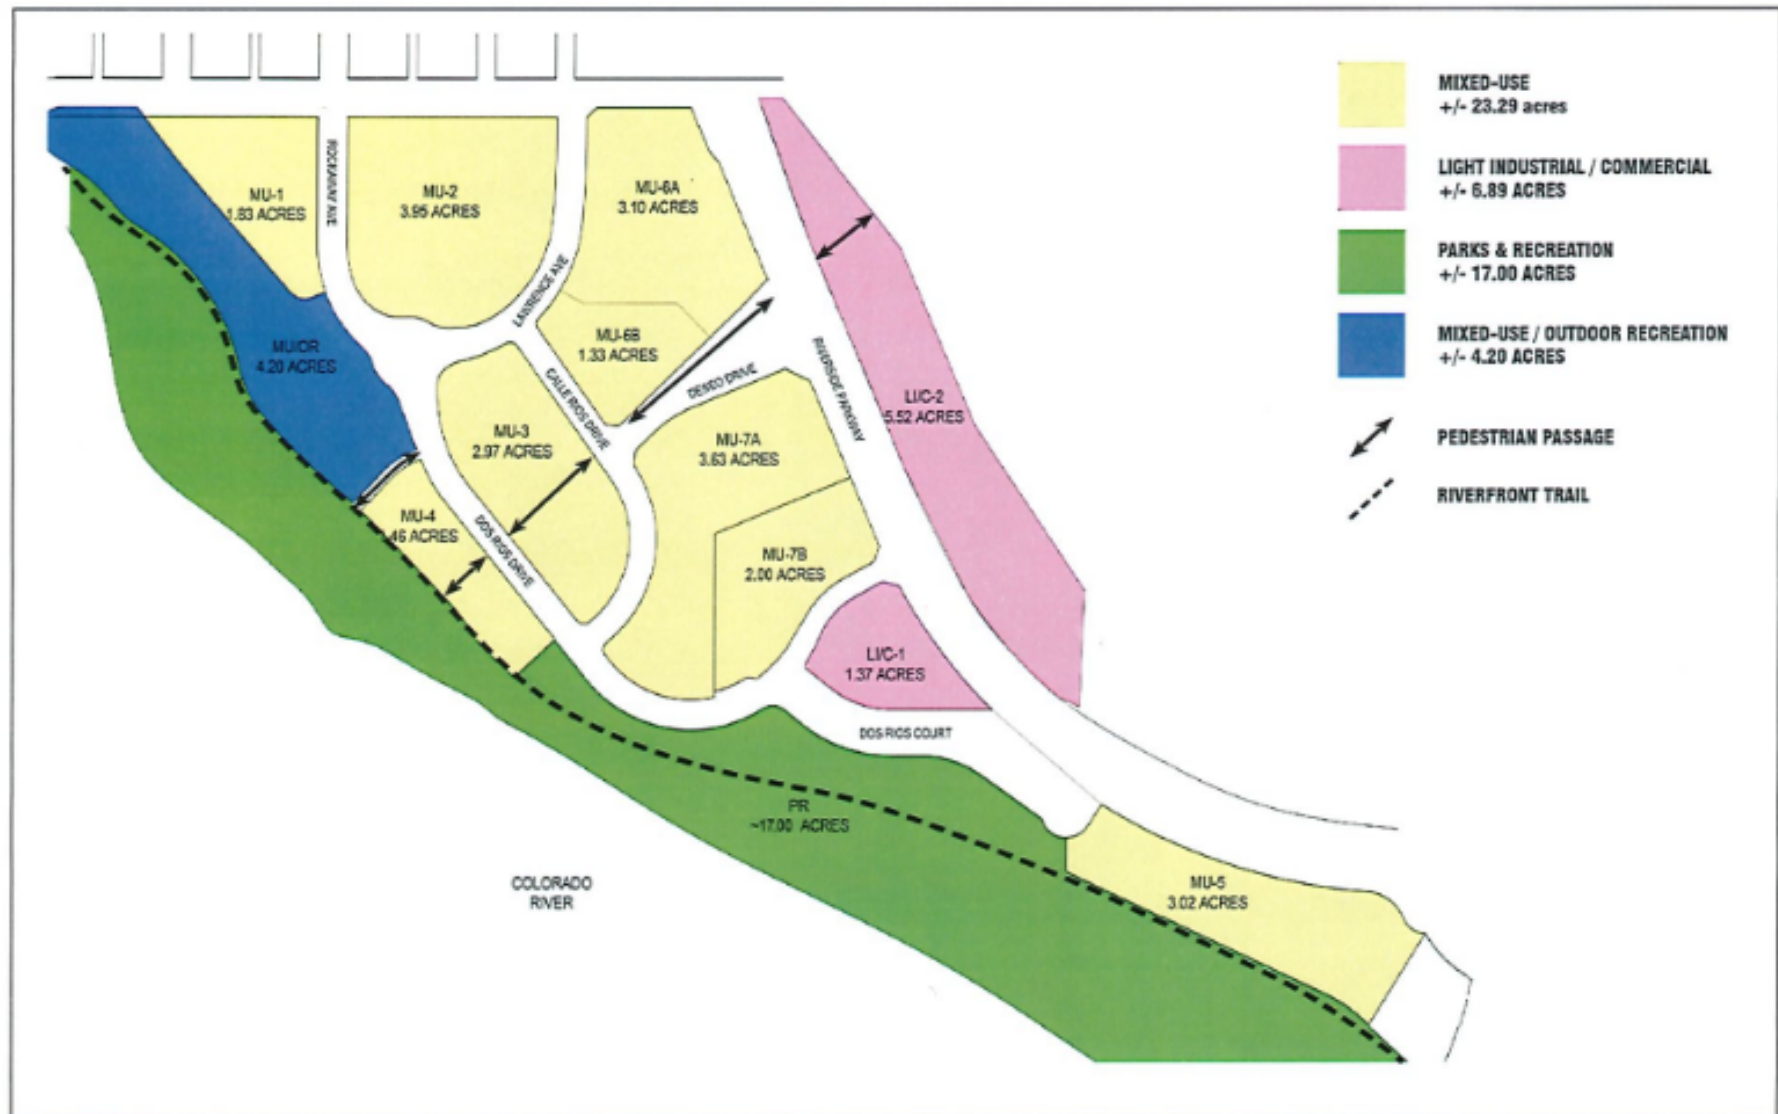 MIXED-USE
+/- 23.29 acres
LIGHT INDUSTRIAL / COMMERCIAL
+/- 6.89 ACRES
PARKS & RECREATION
+/- 17.00 ACRES
MIXED-USE / OUTDOOR RECREATION
+/- 4.20 ACRES
PEDESTRIAN PASSAGE
RIVERFRONT TRAIL
MU-1
1.83 ACRES
ROCKAWAY AVE
MU-2
3.95 ACRES
MU-6A
3.10 ACRES
LAWRENCE AVE
MU-6B
1.33 ACRES
MU/OR
4.20 ACRES
CALLE RIOS DRIVE
DRIVE
RIVERSIDE PARKWAY
LI/C-2
5.52 ACRES
MU-3
2.97 ACRES
MU-7A
3.63 ACRES
MU-4
.46 ACRES
DOS RIOS DRIVE
MU-7B
2.00 ACRES
LI/C-1
1.37 ACRES
DOS RIOS COURT
PR
~17.00 ACRES
COLORADO
RIVER
MU-5
3.02 ACRES